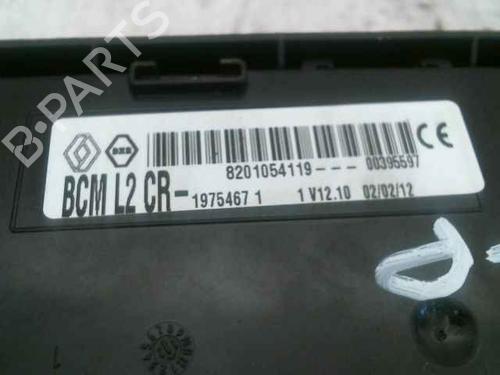 B-PARTS
8201054119--- 00395597
BCM L2 CR- 1975467 1 1 V12.10 02/02/12
CE